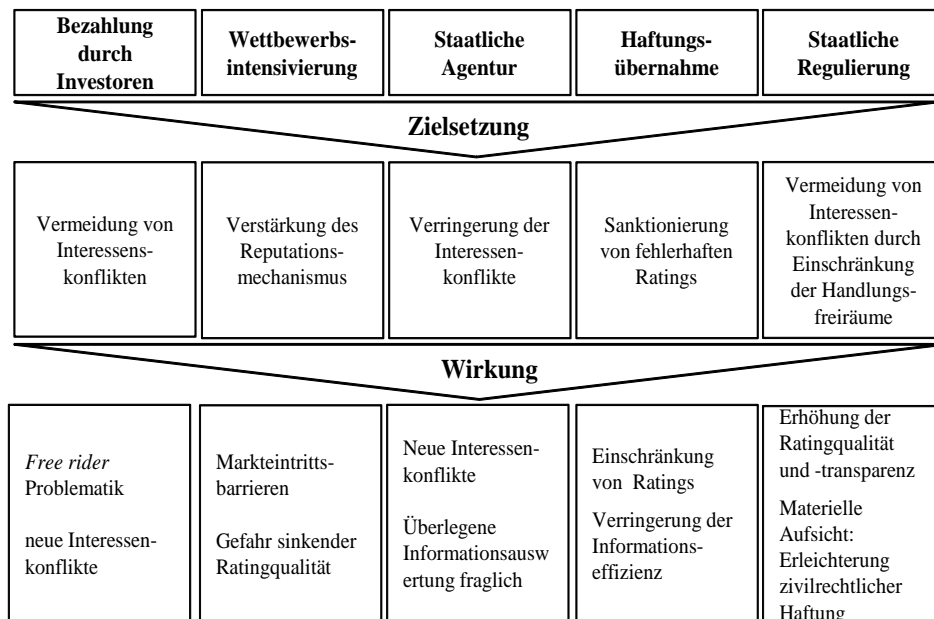 Bezahlung
durch
Investoren
Wettbewerbs-
intensivierung
Staatliche
Agentur
Haftungs-
übernahme
Staatliche
Regulierung
Zielsetzung
Vermeidung von
Interessens-
konflikten
Verstärkung des
Reputations-
mechanismus
Verringerung der
Interessen-
konflikte
Sanktionierung
von fehlerhaften
Ratings
Vermeidung von
Interessen-
konflikten durch
Einschränkung
der Handlungs-
freiräume
Wirkung
Free rider
Problematik
neue Interessen-
konflikte
Markteintritts-
barrieren
Gefahr sinkender
Ratingqualität
Neue Interessen-
konflikte
Überlegene
Informationsausw
ertung fraglich
Einschränkung
von Ratings
Verringerung der
Informations-
effizienz
Erhöhung der
Ratingqualität
und -transparenz
Materielle
Aufsicht:
Erleichterung
zivilrechtlicher
Haftung